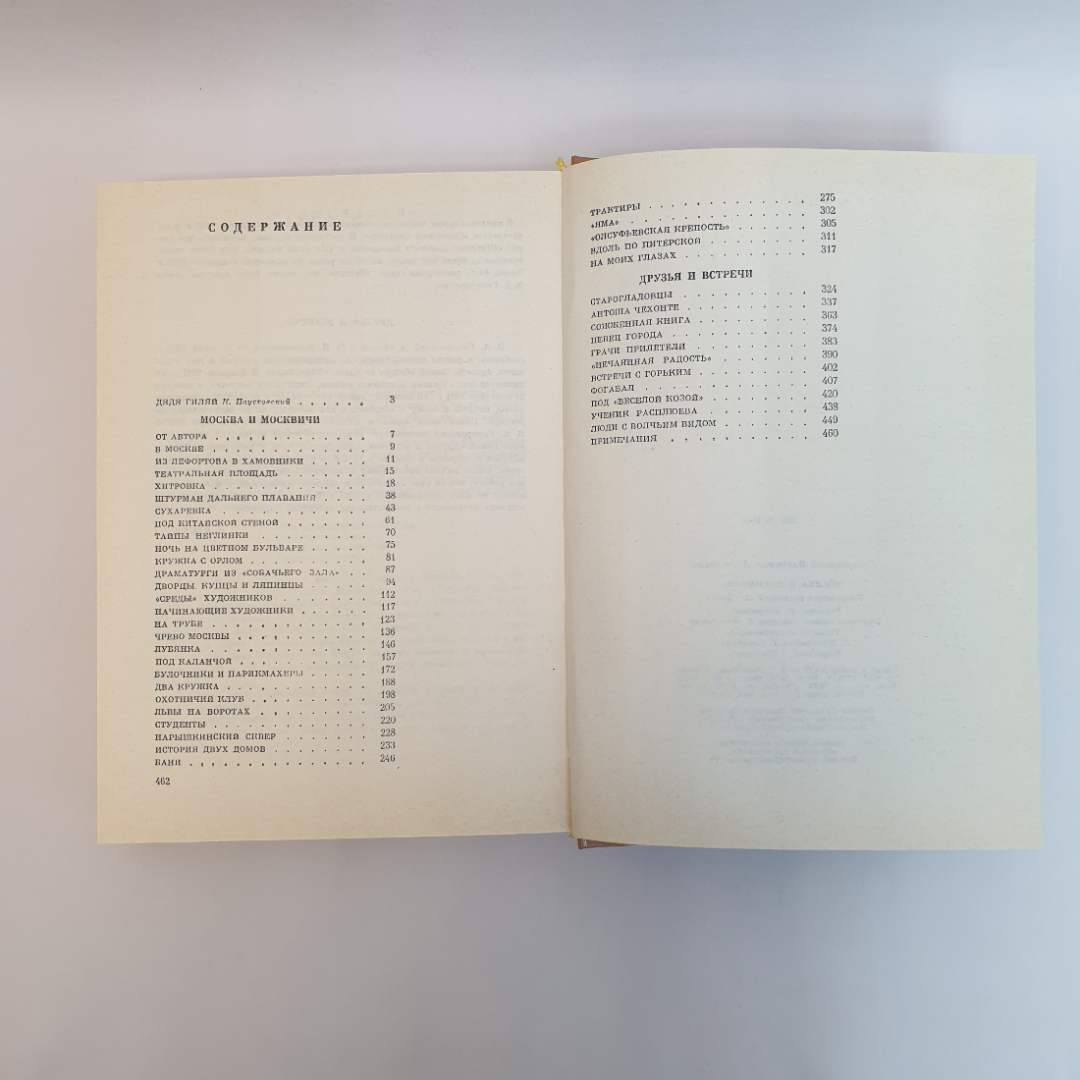 СОДЕРЖАНИЕ
ДЯДЯ ГИЛЯЙ К. Паустовский . . . . . . 3
МОСКВА И МОСКВИЧИ
ОТ АВТОРА . . . . . . . . . . . . 7
В МОСКВЕ . . . . . . . . . . . . 9
ИЗ ЛЕФОРТОВА В ХАМОВНИКИ . . . . . 11
ТЕАТРАЛЬНАЯ ПЛОЩАДЬ . . . . . . . 15
ХИТРОВКА . . . . . . . . . . . . 18
ШТУРМАН ДАЛЬНЕГО ПЛАВАНИЯ . . . . 38
СУХАРЕВКА . . . . . . . . . . . . 43
ПОД КИТАЙСКОЙ СТЕНОЙ . . . . . . . 61
ТАЙНЫ НЕГЛИНКИ . . . . . . . . . 70
НОЧЬ НА ЦВЕТНОМ БУЛЬВАРЕ . . . . . 75
КРУЖКА С ОРЛОМ . . . . . . . . . 81
ДРАМАТУРГИ ИЗ «СОБАЧЬЕГО ЗАЛА» . . 87
ДВОРЦЫ, КУПЦЫ И ЛЯПИНЦЫ . . . . . 94
«СРЕДЫ» ХУДОЖНИКОВ . . . . . . . 112
НАЧИНАЮЩИЕ ХУДОЖНИКИ . . . . . . 117
НА ТРУБЕ . . . . . . . . . . . . 123
ЧРЕВО МОСКВЫ . . . . . . . . . . 136
ЛУБЯНКА . . . . . . . . . . . . 146
ПОД КАЛАНЧОЙ . . . . . . . . . . 157
БУЛОЧНИКИ И ПАРИКМАХЕРЫ . . . . . 172
ДВА КРУЖКА . . . . . . . . . . . 188
ОХОТНИЧИЙ КЛУБ . . . . . . . . . 198
ЛЬВЫ НА ВОРОТАХ . . . . . . . . . 205
СТУДЕНТЫ . . . . . . . . . . . . 220
НАРЫШКИНСКИЙ СКВЕР . . . . . . . 228
ИСТОРИЯ ДВУХ ДОМОВ . . . . . . . 233
БАНИ . . . . . . . . . . . . . . 246
462
ТРАКТИРЫ . . . . . . . . . . . . 275
«ЯМА» . . . . . . . . . . . . . 302
«ОЛСУФЬЕВСКАЯ КРЕПОСТЬ» . . . . . . 305
ВДОЛЬ ПО ПИТЕРСКОЙ . . . . . . . . 311
НА МОИХ ГЛАЗАХ . . . . . . . . . 317
ДРУЗЬЯ И ВСТРЕЧИ
СТАРОГЛАДОВЦЫ . . . . . . . . . . 324
АНТОША ЧЕХОНТЕ . . . . . . . . . 337
СОЖЖЕННАЯ КНИГА . . . . . . . . . 363
ПЕВЕЦ ГОРОДА . . . . . . . . . . 374
ГРАЧИ ПРИЛЕТЕЛИ . . . . . . . . . 383
«НЕЧАЯННАЯ РАДОСТЬ» . . . . . . . 390
ВСТРЕЧИ С ГОРЬКИМ . . . . . . . . 402
ФОГАБАЛ . . . . . . . . . . . . 407
ПОД «ВЕСЕЛОЙ КОЗОЙ» . . . . . . . 420
УЧЕНИК РАСПЛЮЕВА . . . . . . . . 438
ЛЮДИ С ВОЛЧЬИМ ВИДОМ . . . . . . . 449
ПРИМЕЧАНИЯ . . . . . . . . . . . 460